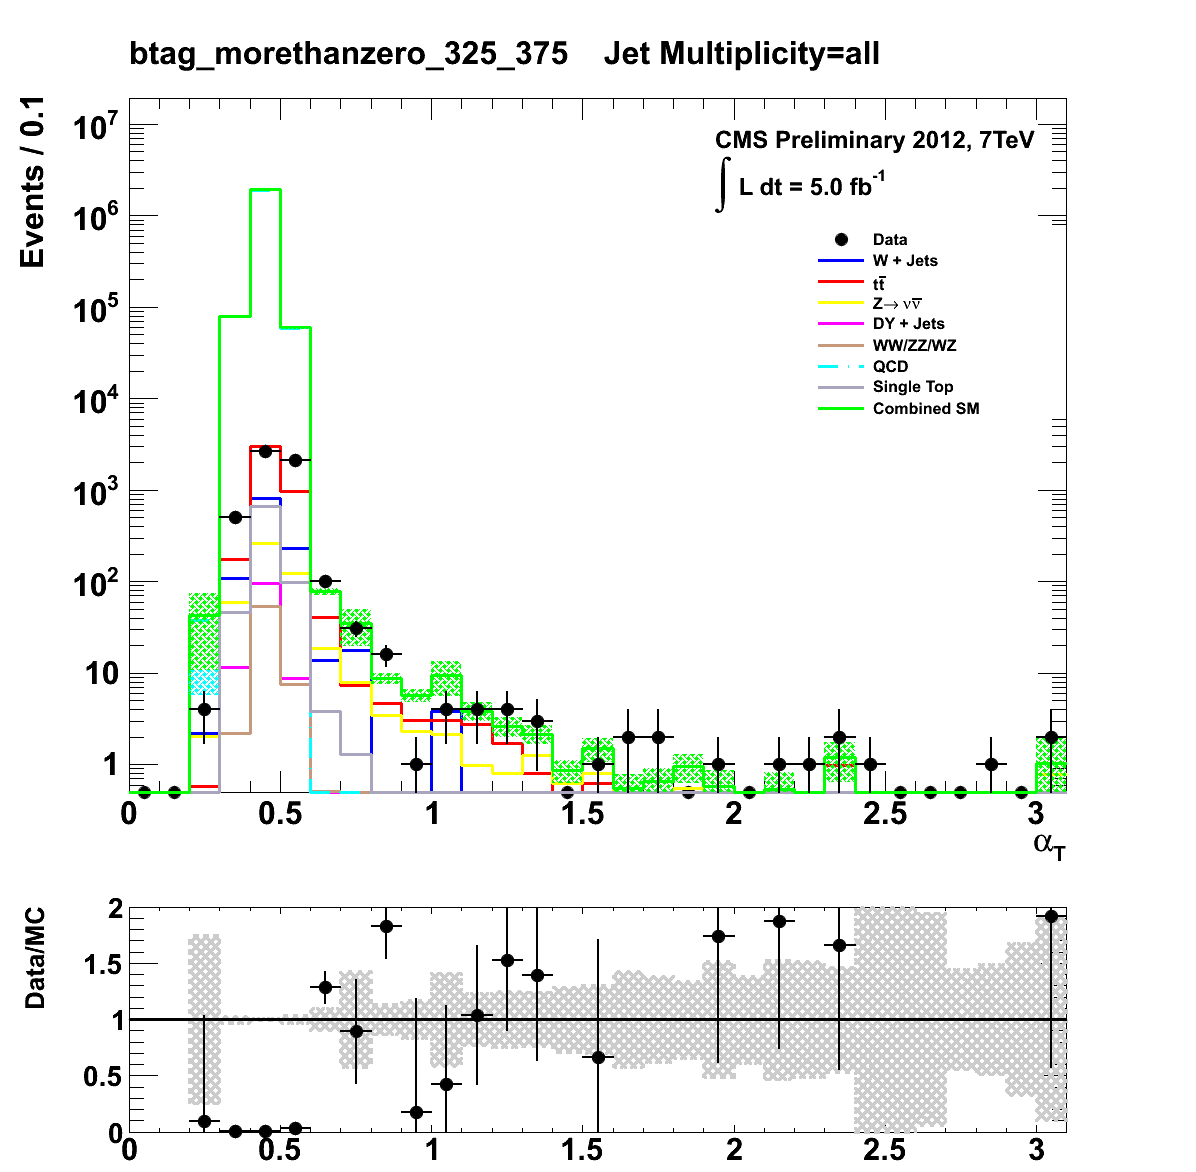 btag_morethanzero_325_375 Jet Multiplicity=all
Events / 0.1
10⁷
10⁶
10⁵
10⁴
10³
10²
10
1
CMS Preliminary 2012, 7TeV
∫ L dt = 5.0 fb⁻¹
Data
W + Jets
tt̅
Z→ νν̅
DY + Jets
WW/ZZ/WZ
QCD
Single Top
Combined SM
0 0.5 1 1.5 2 2.5 3
α_T
Data/MC
2
1.5
1
0.5
0
0 0.5 1 1.5 2 2.5 3